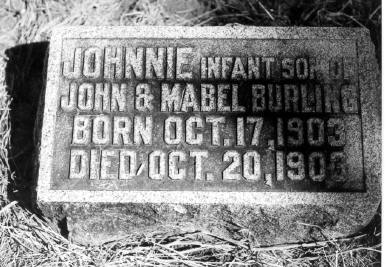 JOHNNIE INFANT SON OF
JOHN & MABEL BURLING
BORN OCT. 17, 1903
DIED OCT. 20, 1903